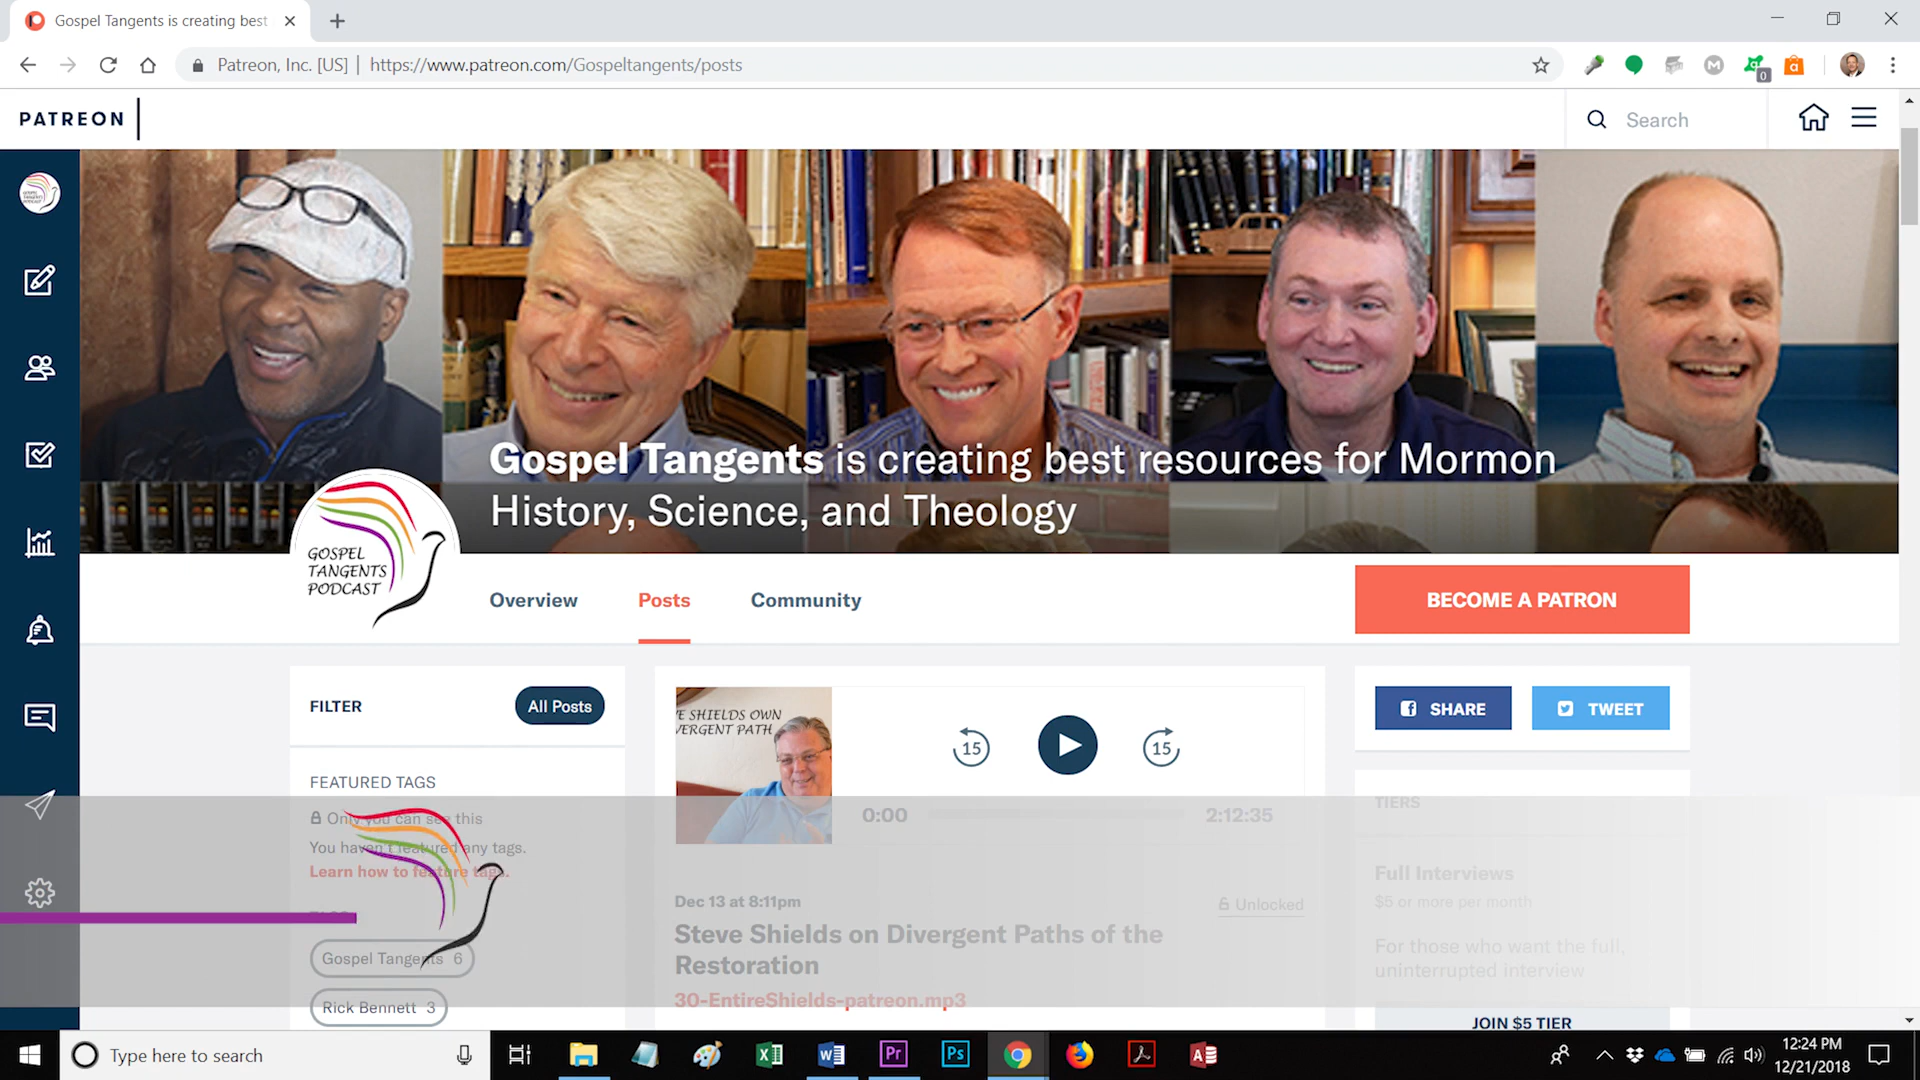 Gospel Tangents is creating best
Patreon, Inc. [US] | https://www.patreon.com/Gospeltangents/posts
0
PATREON
Search
Gospel Tangents is creating best resources for Mormon
History, Science, and Theology
GOSPEL
TANGENTS
PODCAST
Overview
Posts
Community
BECOME A PATRON
FILTER
All Posts
FEATURED TAGS
Only you can see this
You haven't featured any tags.
Learn how to feature tags.
Gospel Tangents 6
Rick Bennett 3
E SHIELDS OWN
VERGENT PATH
15
15
0:00
2:12:35
Dec 13 at 8:11pm
Unlocked
Steve Shields on Divergent Paths of the
Restoration
30-EntireShields-patreon.mp3
SHARE
TWEET
TIERS
Full Interviews
$5 or more per month
For those who want the full,
uninterrupted interview
JOIN $5 TIER
Type here to search
12:24 PM
12/21/2018